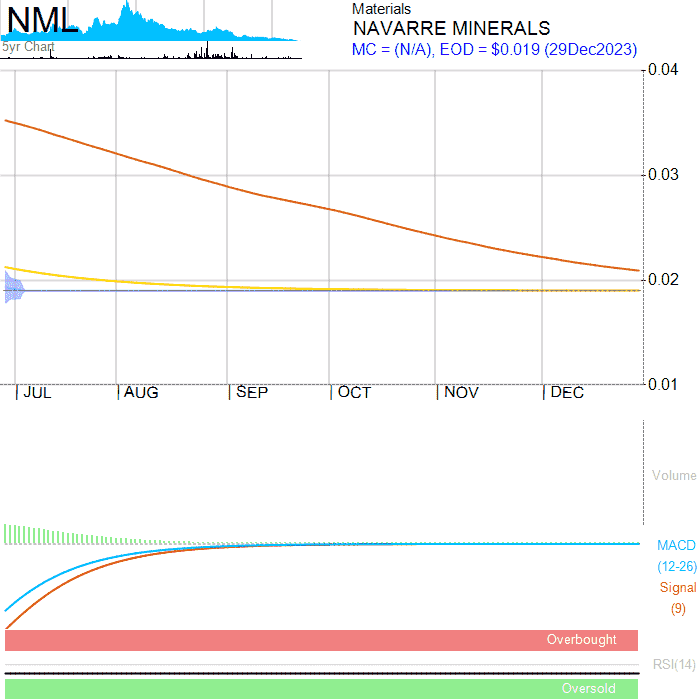 NML
5yr Chart
Materials
NAVARRE MINERALS
MC = (N/A), EOD = $0.019 (29Dec2023)
0.04
0.03
0.02
0.01
JUL AUG SEP OCT NOV DEC
Volume
MACD
(12-26)
Signal
(9)
Overbought
RSI(14)
Oversold